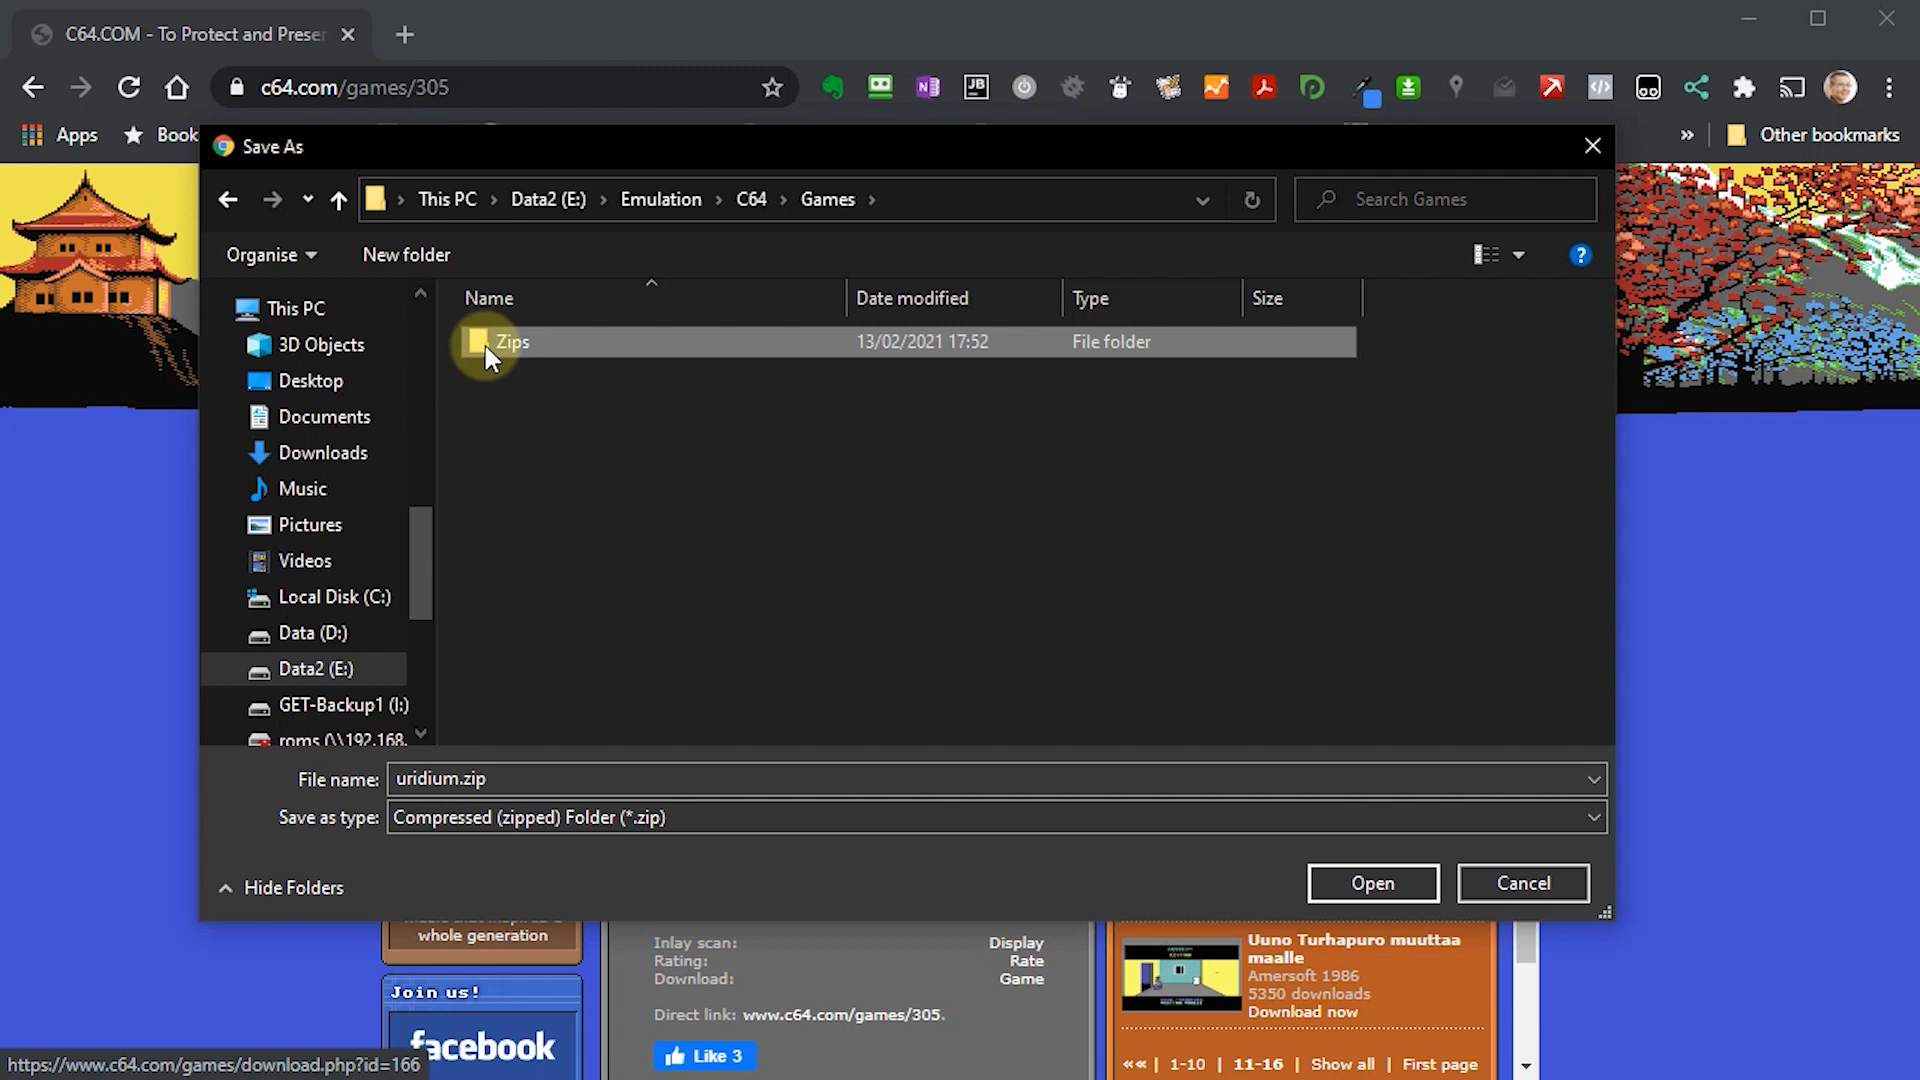 C64.COM - To Protect and Preser
c64.com/games/305
Apps
Book
Other bookmarks
Save As
This PC
Data2 (E:)
Emulation
C64
Games
Search Games
Organise
New folder
Name
Date modified
Type
Size
Zips
13/02/2021 17:52
File folder
This PC
3D Objects
Desktop
Documents
Downloads
Music
Pictures
Videos
Local Disk (C:)
Data (D:)
Data2 (E:)
GET-Backup1 (I:)
roms (\\192.168.
File name: uridium.zip
Save as type: Compressed (zipped) Folder (*.zip)
Hide Folders
Open
Cancel
whole generation
Join us!
facebook
Inlay scan: Display
Rating: Rate
Download: Game
Direct link: www.c64.com/games/305.
Like 3
Uuno Turhapuro muuttaa
maalle
Amersoft 1986
5350 downloads
Download now
«« | 1-10 | 11-16 | Show all | First page
https://www.c64.com/games/download.php?id=166